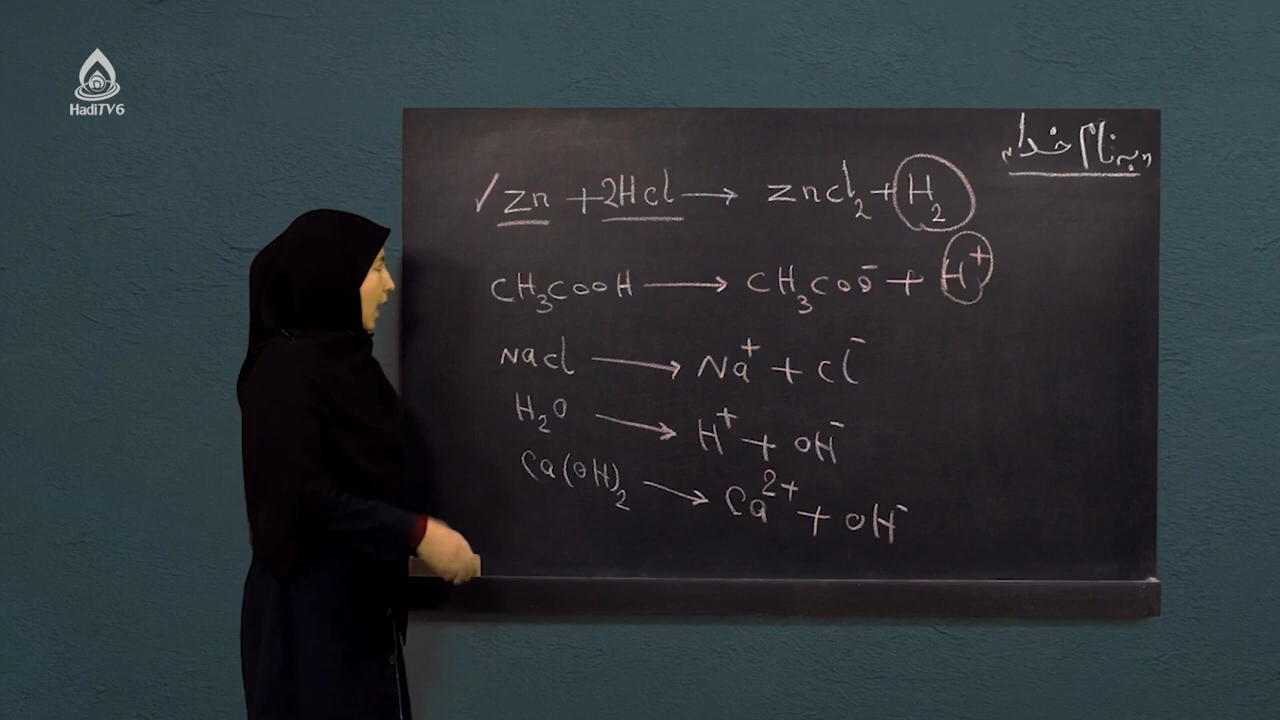 HadiTV6
"به نام خدا"
✓ Zn + 2Hcl → zncl₂ + H₂
CH₃cooH → cH₃coo⁻ + H⁺
Nacl → Na⁺ + cl⁻
H₂o → H⁺ + oH⁻
Ca(oH)₂ → Ca²⁺ + oH⁻